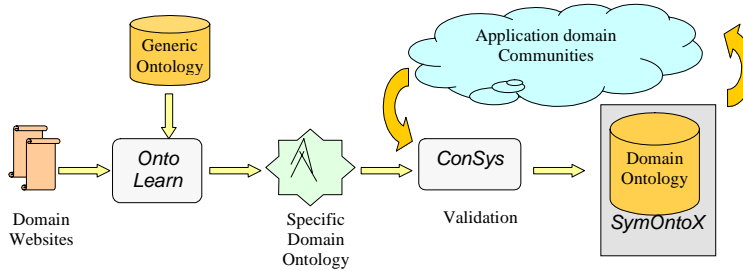 Generic
Ontology
Application domain
Communities
Onto
Learn
ConSys
Domain
Ontology
SymOntoX
Domain
Websites
Specific
Domain
Ontology
Validation